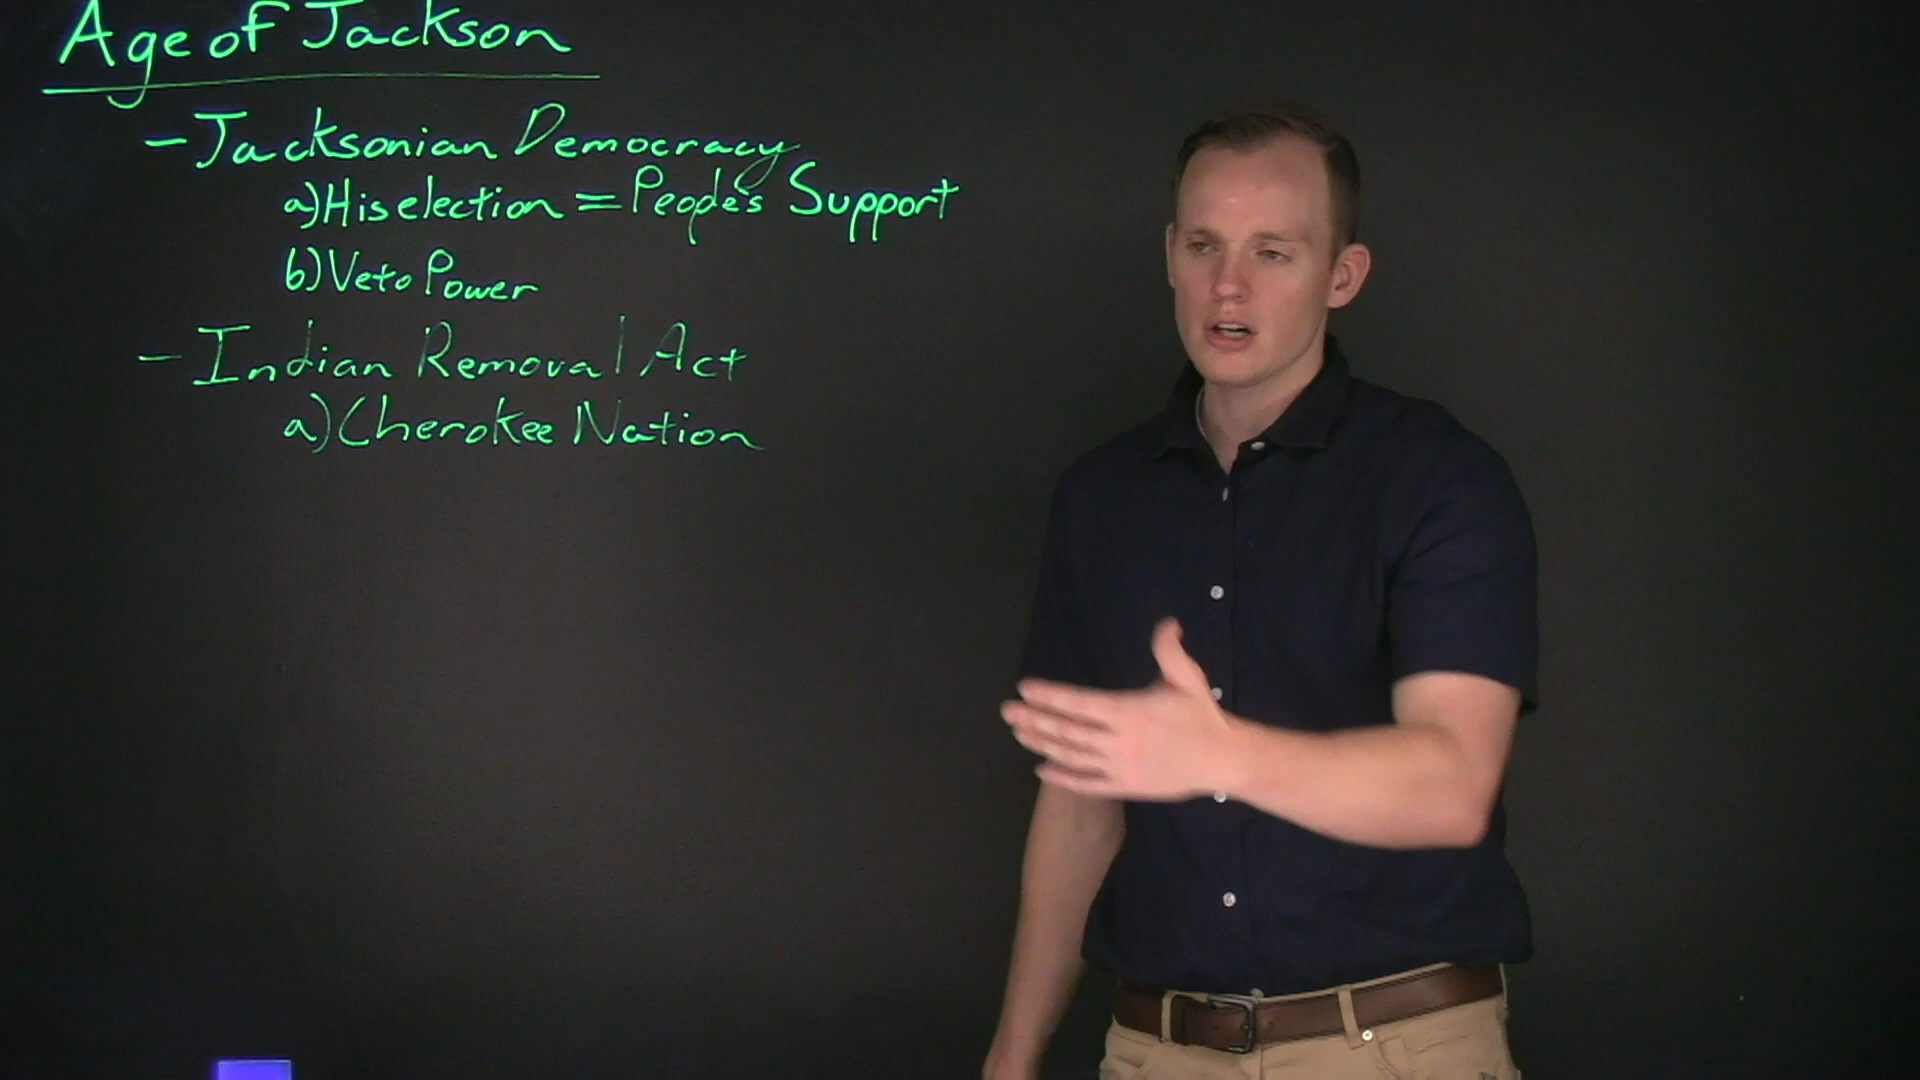 Age of Jackson
- Jacksonian Democracy
a) His election = People's Support
b) Veto Power
- Indian Removal Act
a) Cherokee Nation